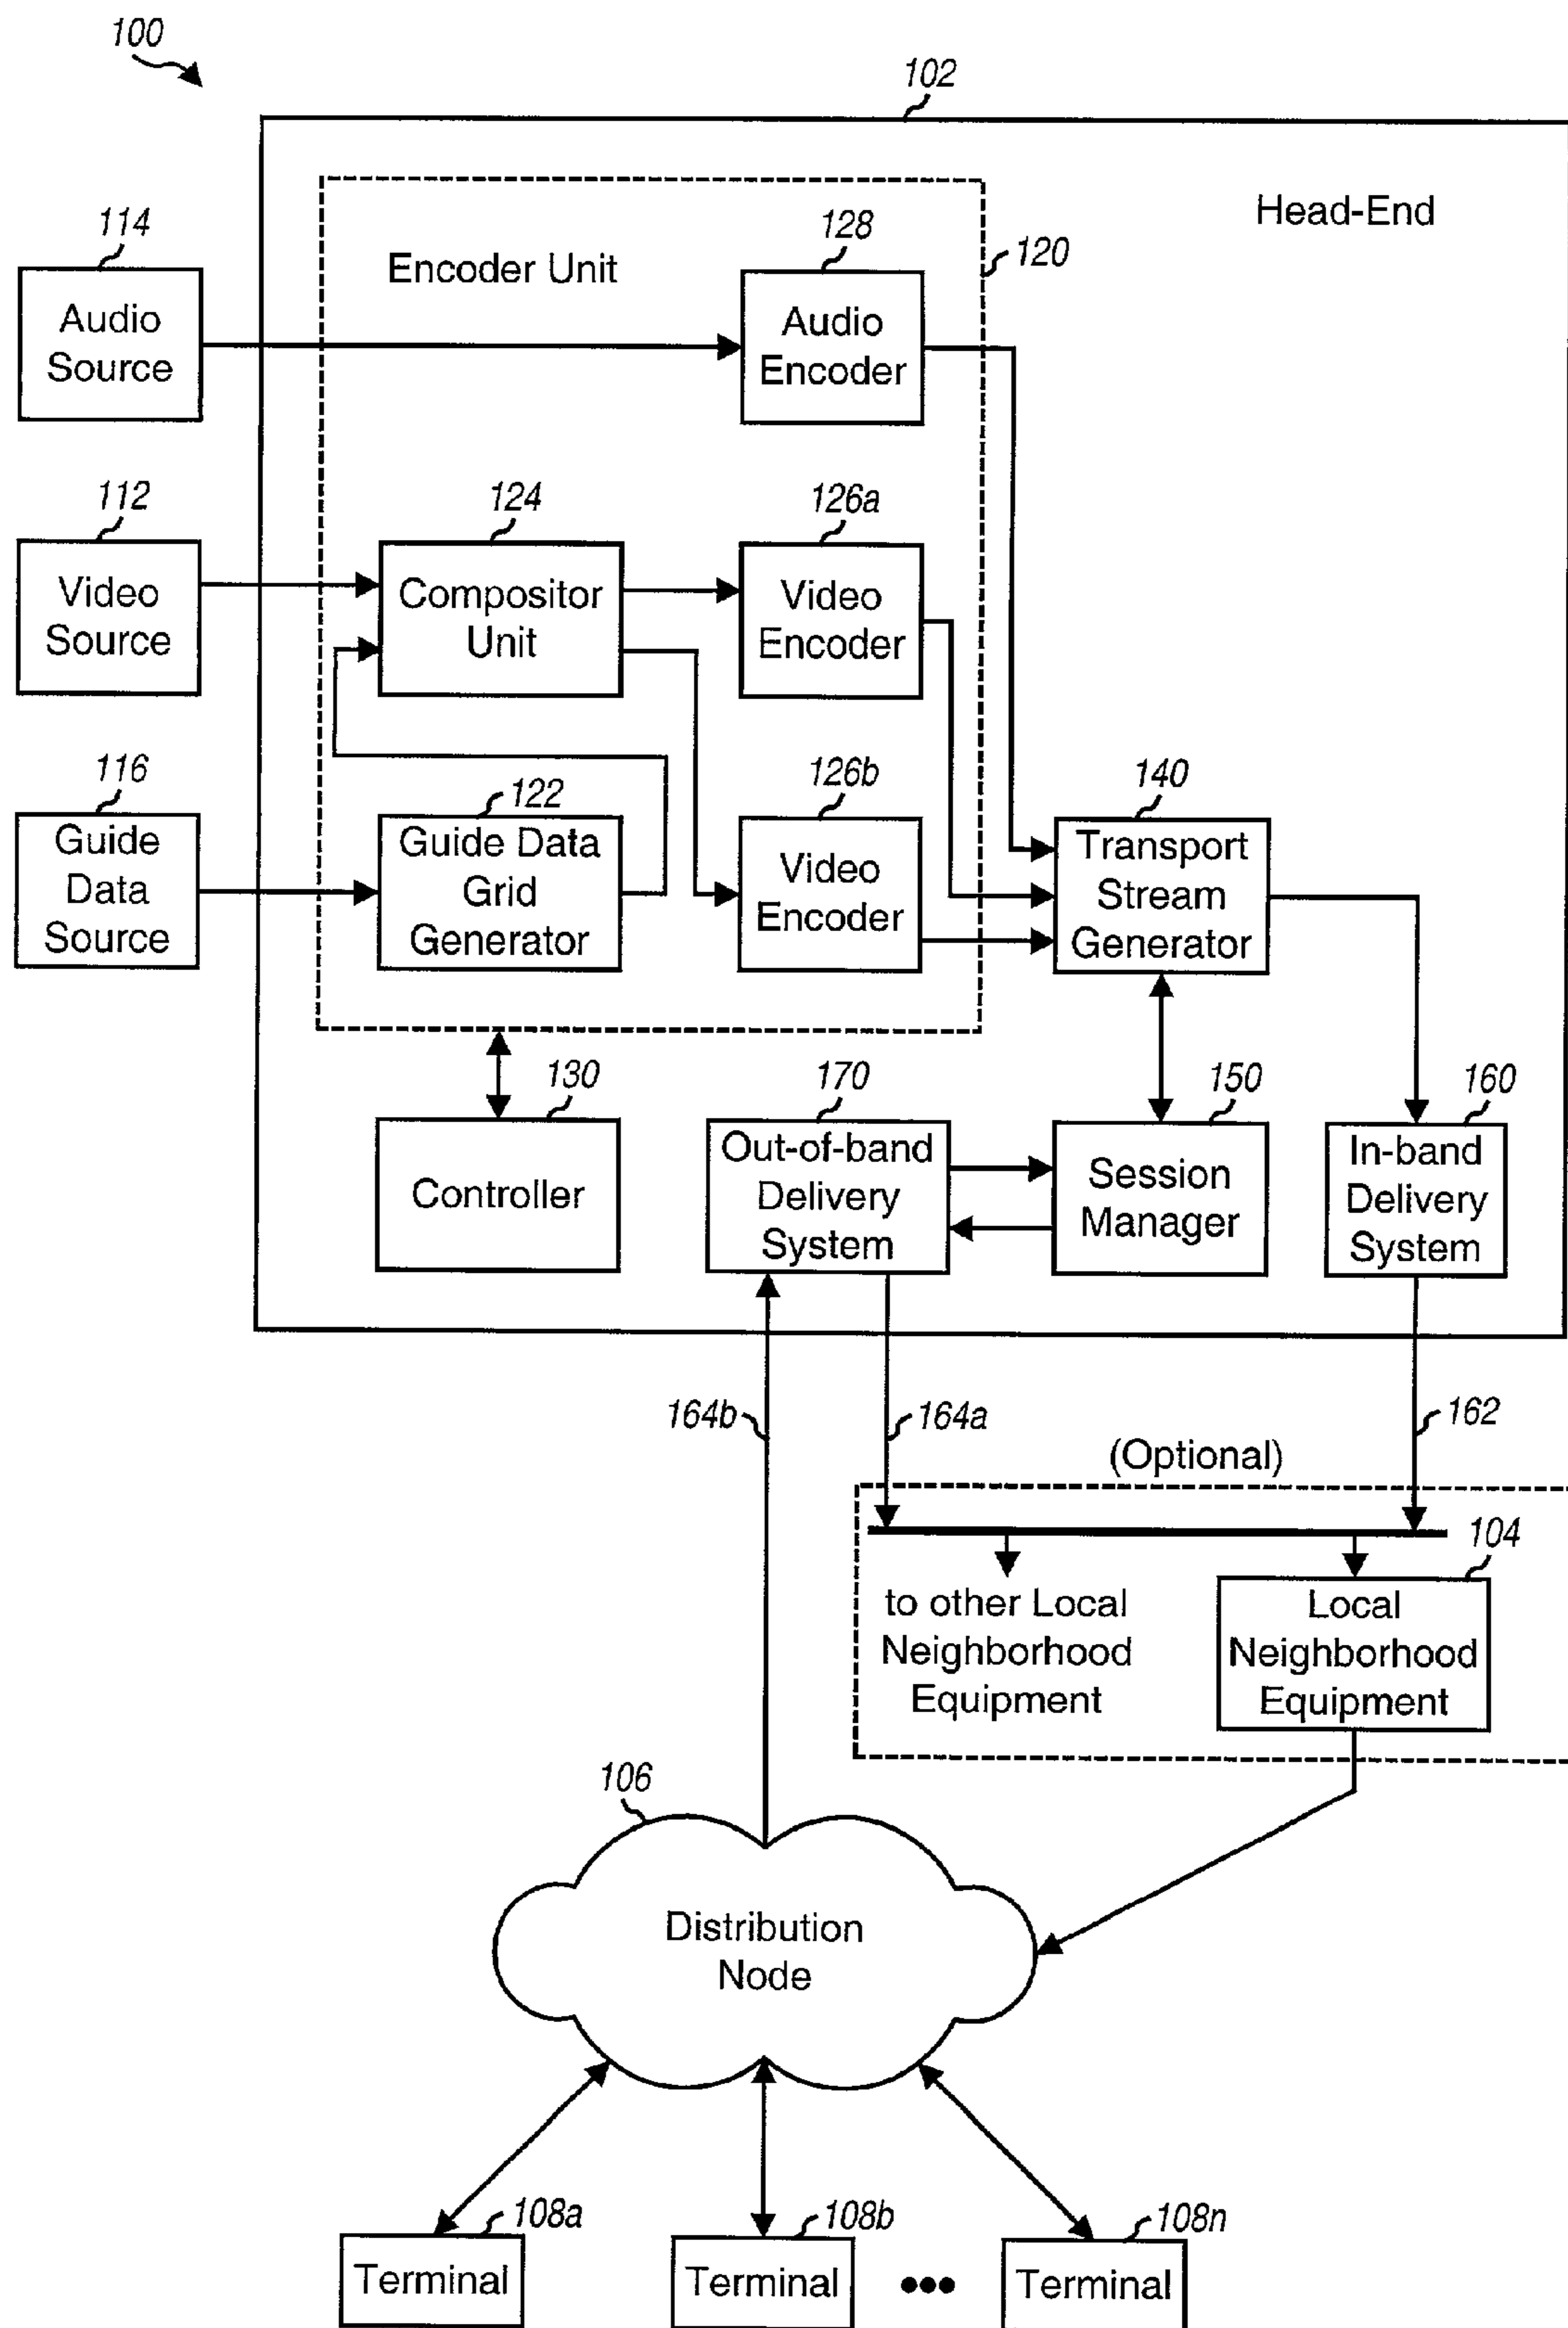 100
102
Head-End
114
128
120
Encoder Unit
Audio
Source
Audio
Encoder
112
124
126a
Video
Source
Compositor
Unit
Video
Encoder
116
122
126b
140
Guide
Data
Source
Guide Data
Grid
Generator
Video
Encoder
Transport
Stream
Generator
130
170
150
160
Controller
Out-of-band
Delivery
System
Session
Manager
In-band
Delivery
System
164b
164a
162
(Optional)
104
to other Local
Neighborhood
Equipment
Local
Neighborhood
Equipment
106
Distribution
Node
108a
108b
108n
Terminal
Terminal
•••
Terminal